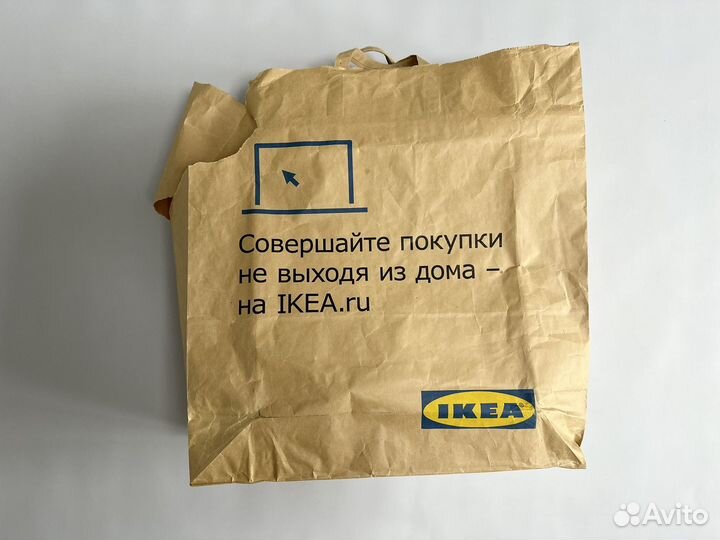 Совершайте покупки
не выходя из дома –
на IKEA.ru
IKEA
Avito